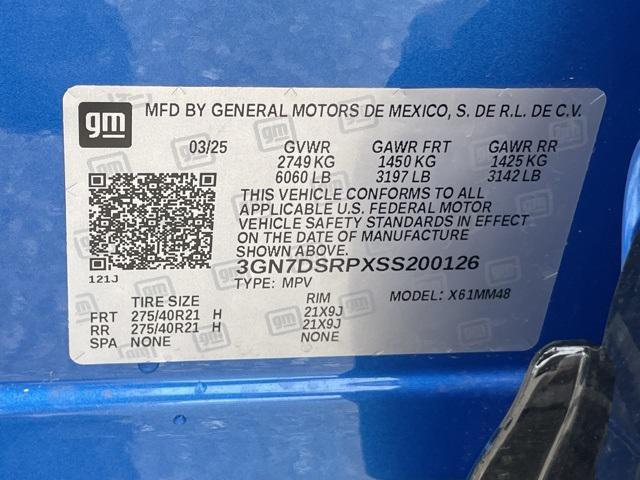 gm
MFD BY GENERAL MOTORS DE MEXICO, S. DE R.L. DE C.V.
03/25 GVWR GAWR FRT GAWR RR
2749 KG 1450 KG 1425 KG
6060 LB 3197 LB 3142 LB
THIS VEHICLE CONFORMS TO ALL
APPLICABLE U.S. FEDERAL MOTOR
VEHICLE SAFETY STANDARDS IN EFFECT
ON THE DATE OF MANUFACTURE
SHOWN ABOVE.
3GN7DSRPXSS200126
121J
TYPE: MPV MODEL: X61MM48
TIRE SIZE RIM
FRT 275/40R21 H 21X9J
RR 275/40R21 H 21X9J
SPA NONE NONE